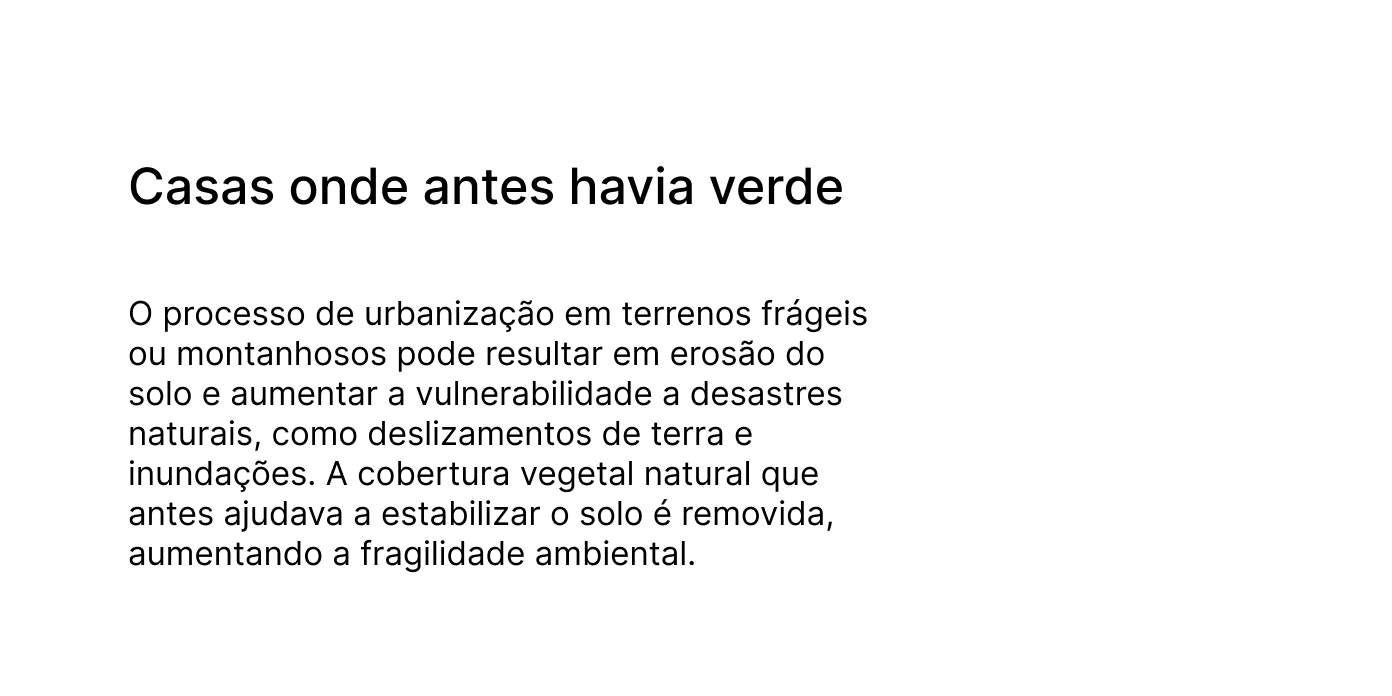 Casas onde antes havia verde
O processo de urbanização em terrenos frágeis
ou montanhosos pode resultar em erosão do
solo e aumentar a vulnerabilidade a desastres
naturais, como deslizamentos de terra e
inundações. A cobertura vegetal natural que
antes ajudava a estabilizar o solo é removida,
aumentando a fragilidade ambiental.